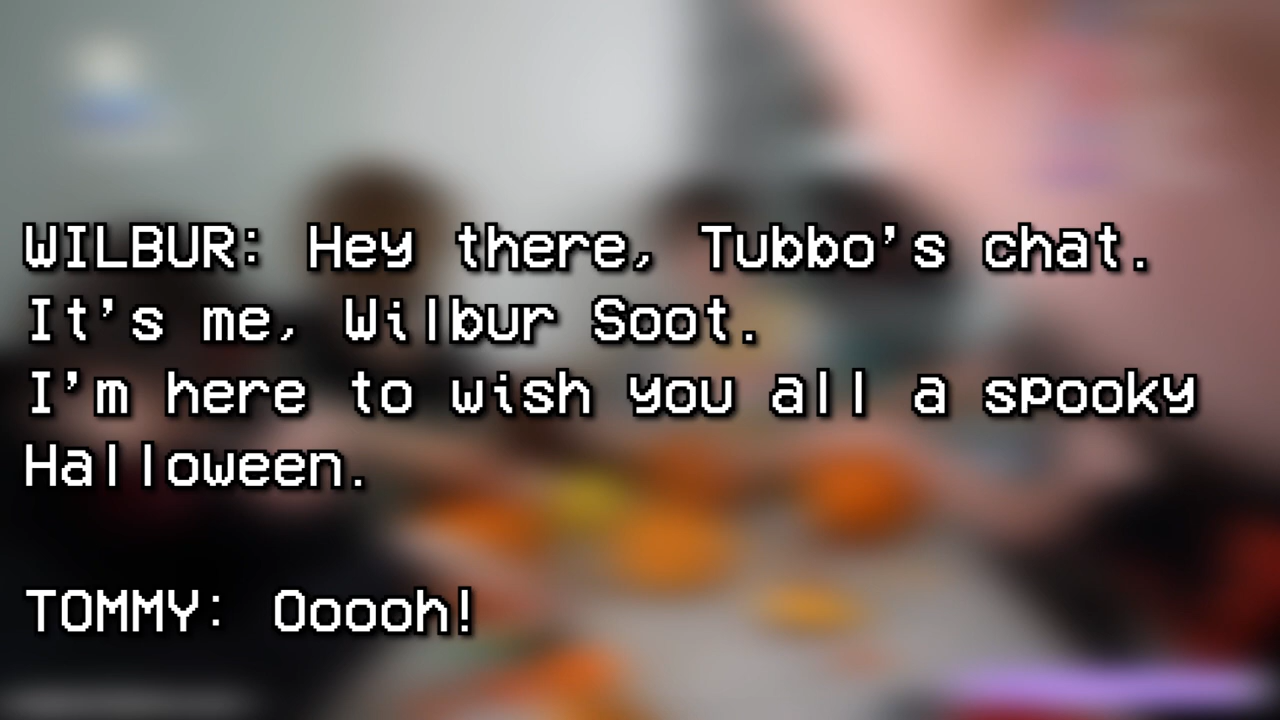 WILBUR: Hey there, Tubbo's chat.
It's me, Wilbur Soot.
I'm here to wish you all a spooky
Halloween.
TOMMY: Ooooh!